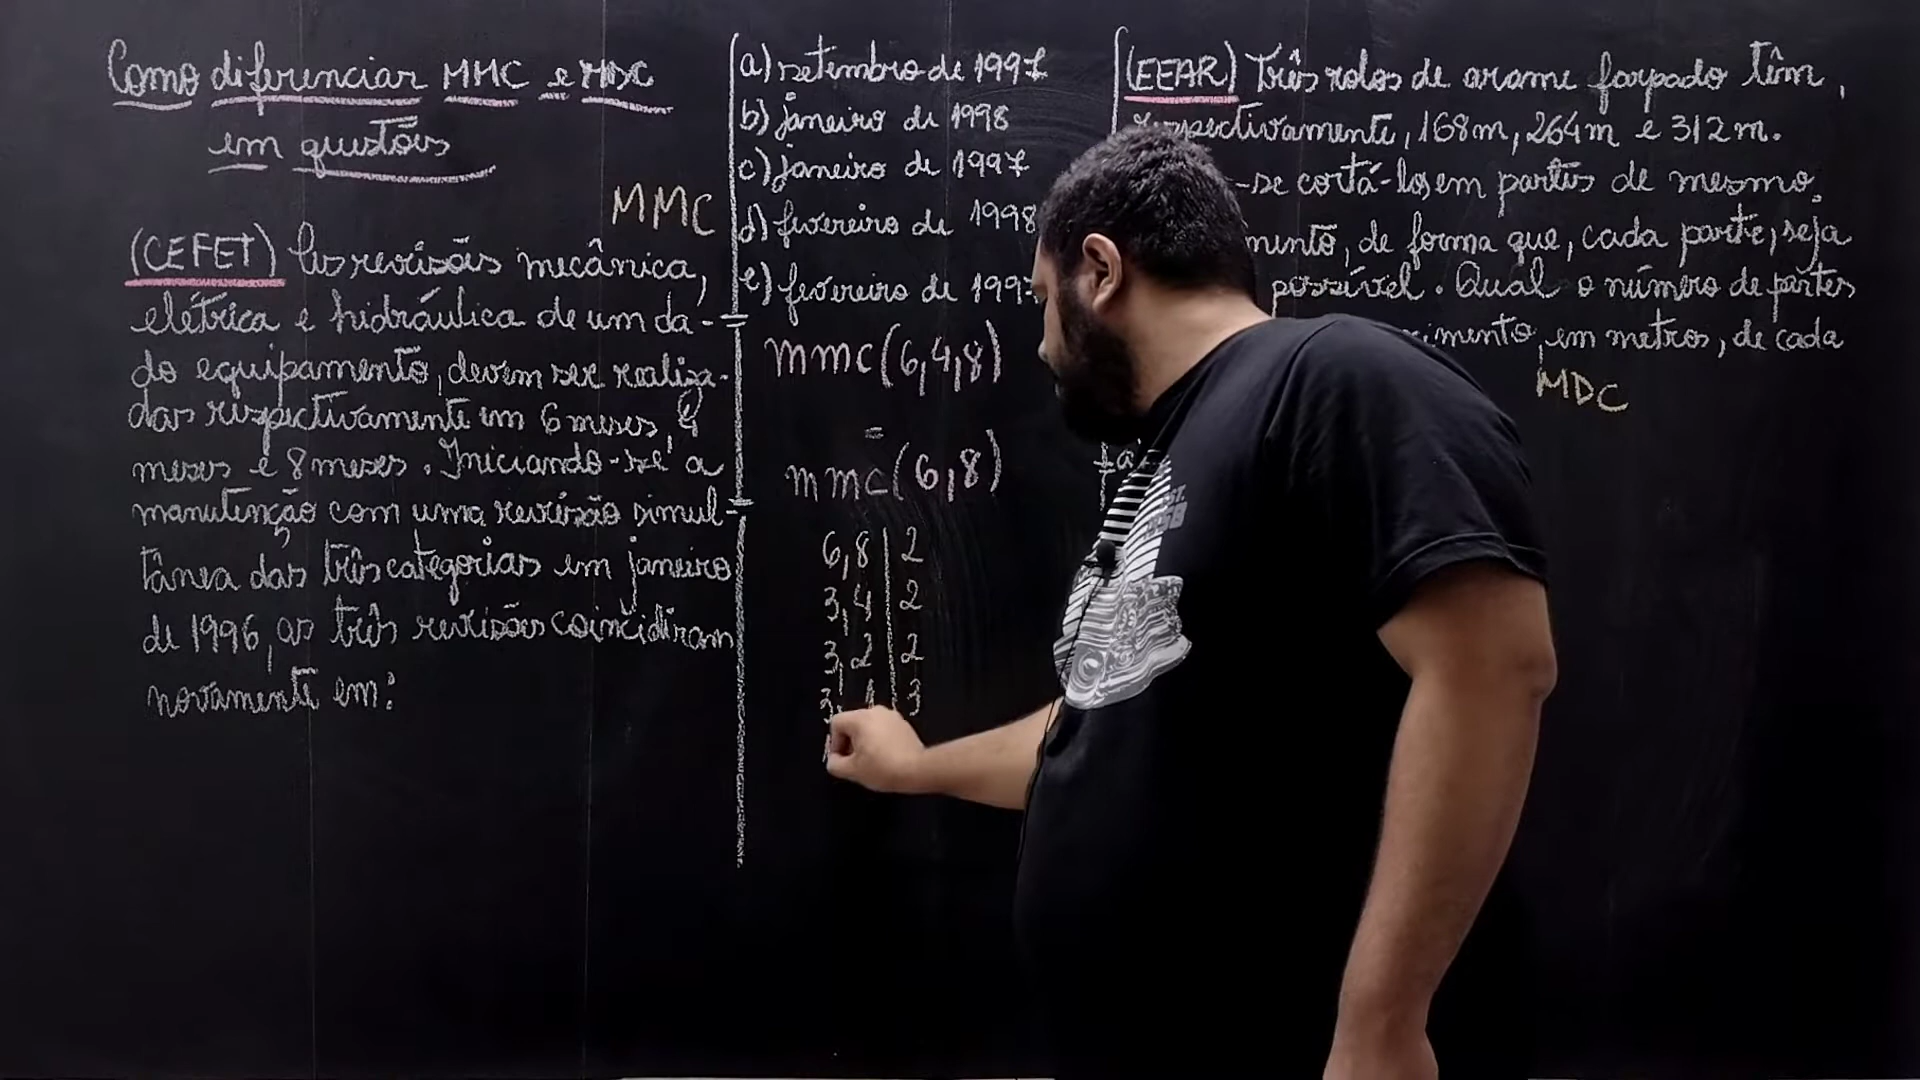 Como diferenciar MMC e MDC
em questões
MMC
(CEFET) As revisões mecânica,
elétrica e hidráulica de um da-
do equipamento, devem ser realiza-
das respectivamente em 6 meses, 4
meses e 8 meses. Iniciando-se a
manutenção com uma revisão simul-
tânea das três categorias em janeiro
de 1996, as três revisões coincidiram
novamente em:
a) setembro de 1997
b) janeiro de 1998
c) janeiro de 1997
d) fevereiro de 1998
e) fevereiro de 199
mmc(6,4,8)
=
mmc(6,8)
6,8 2
3,4 2
3,2 2
3, 1 3
(EEAR) Três rolos de arame farpado têm,
respectivamente, 168m, 264m e 312m.
-se cortá-los em partes de mesmo
mento, de forma que, cada parte, seja
possível. Qual o número de partes
imento, em metros, de cada
MDC